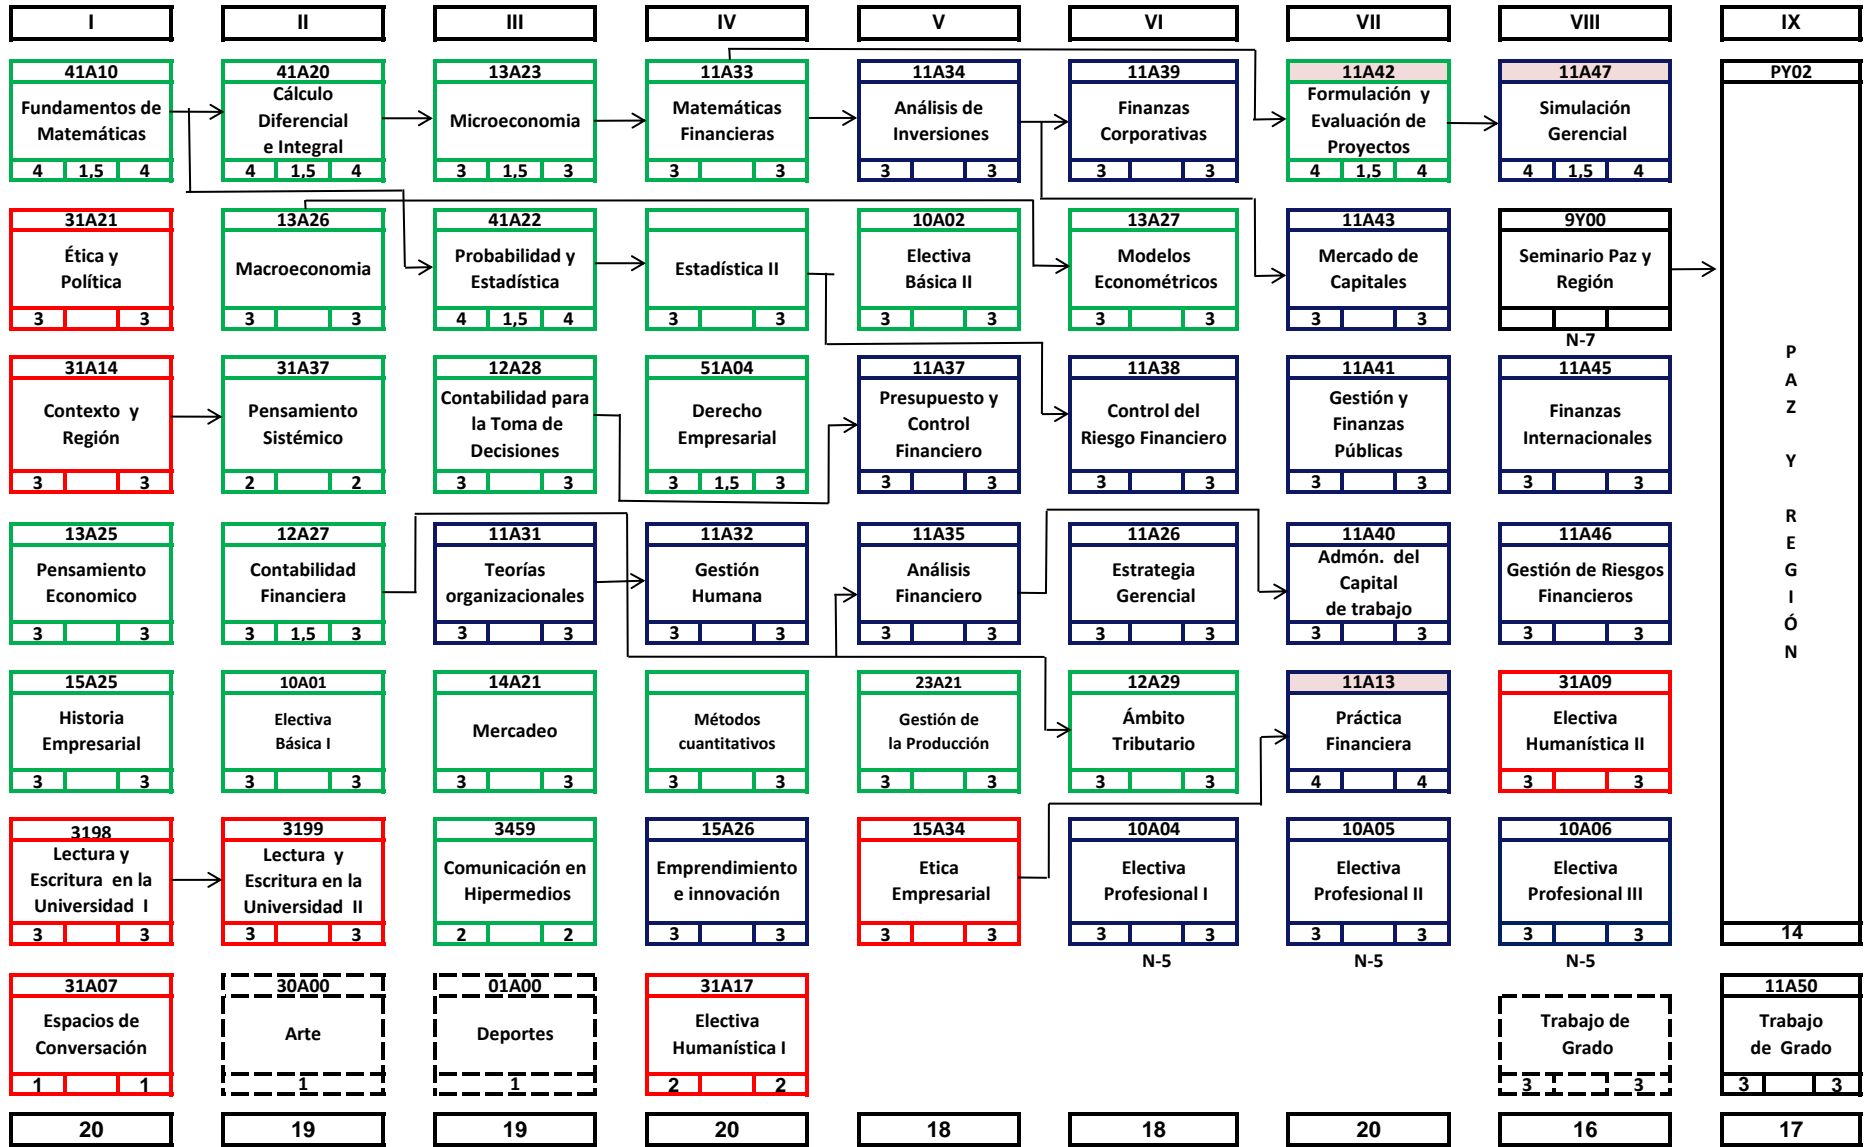 I II III IV V VI VII VIII IX
41A10 41A20 13A23 11A33 11A34 11A39 11A42 11A47 PY02
Fundamentos de
Matemáticas
Cálculo
Diferencial
e Integral
Microeconomia
Matemáticas
Financieras
Análisis de
Inversiones
Finanzas
Corporativas
Formulación y
Evaluación de
Proyectos
Simulación
Gerencial
4 1,5 4 4 1,5 4 3 1,5 3 3 3 3 3 3 3 4 1,5 4 4 1,5 4
31A21 13A26 41A22 10A02 13A27 11A43 9Y00
Ética y
Política
Macroeconomia
Probabilidad y
Estadística
Estadística II
Electiva
Básica II
Modelos
Econométricos
Mercado de
Capitales
Seminario Paz y
Región
3 3 3 3 4 1,5 4 3 3 3 3 3 3 3 3
N-7
31A14 31A37 12A28 51A04 11A37 11A38 11A41 11A45
Contexto y
Región
Pensamiento
Sistémico
Contabilidad para
la Toma de
Decisiones
Derecho
Empresarial
Presupuesto y
Control
Financiero
Control del
Riesgo Financiero
Gestión y
Finanzas
Públicas
Finanzas
Internacionales
3 3 2 2 3 3 3 1,5 3 3 3 3 3 3 3 3 3
13A25 12A27 11A31 11A32 11A35 11A26 11A40 11A46
Pensamiento
Economico
Contabilidad
Financiera
Teorías
organizacionales
Gestión
Humana
Análisis
Financiero
Estrategia
Gerencial
Admón. del
Capital
de trabajo
Gestión de Riesgos
Financieros
3 3 3 1,5 3 3 3 3 3 3 3 3 3 3 3 3 3
15A25 10A01 14A21 23A21 12A29 11A13 31A09
Historia
Empresarial
Electiva
Básica I
Mercadeo
Métodos
cuantitativos
Gestión de
la Producción
Ámbito
Tributario
Práctica
Financiera
Electiva
Humanística II
3 3 3 3 3 3 3 3 3 3 3 3 4 4 3 3
3198 3199 3459 15A26 15A34 10A04 10A05 10A06
Lectura y
Escritura en la
Universidad I
Lectura y
Escritura en la
Universidad II
Comunicación en
Hipermedios
Emprendimiento
e innovación
Etica
Empresarial
Electiva
Profesional I
Electiva
Profesional II
Electiva
Profesional III
3 3 3 3 2 2 3 3 3 3 3 3 3 3 3 3
N-5 N-5 N-5
P
A
Z
Y
R
E
G
I
Ó
N
14
31A07 30A00 01A00 31A17 11A50
Espacios de
Conversación
Arte
Deportes
Electiva
Humanística I
Trabajo de
Grado
Trabajo
de Grado
1 1 1 1 2 2 3 3 3 3
20 19 19 20 18 18 20 16 17